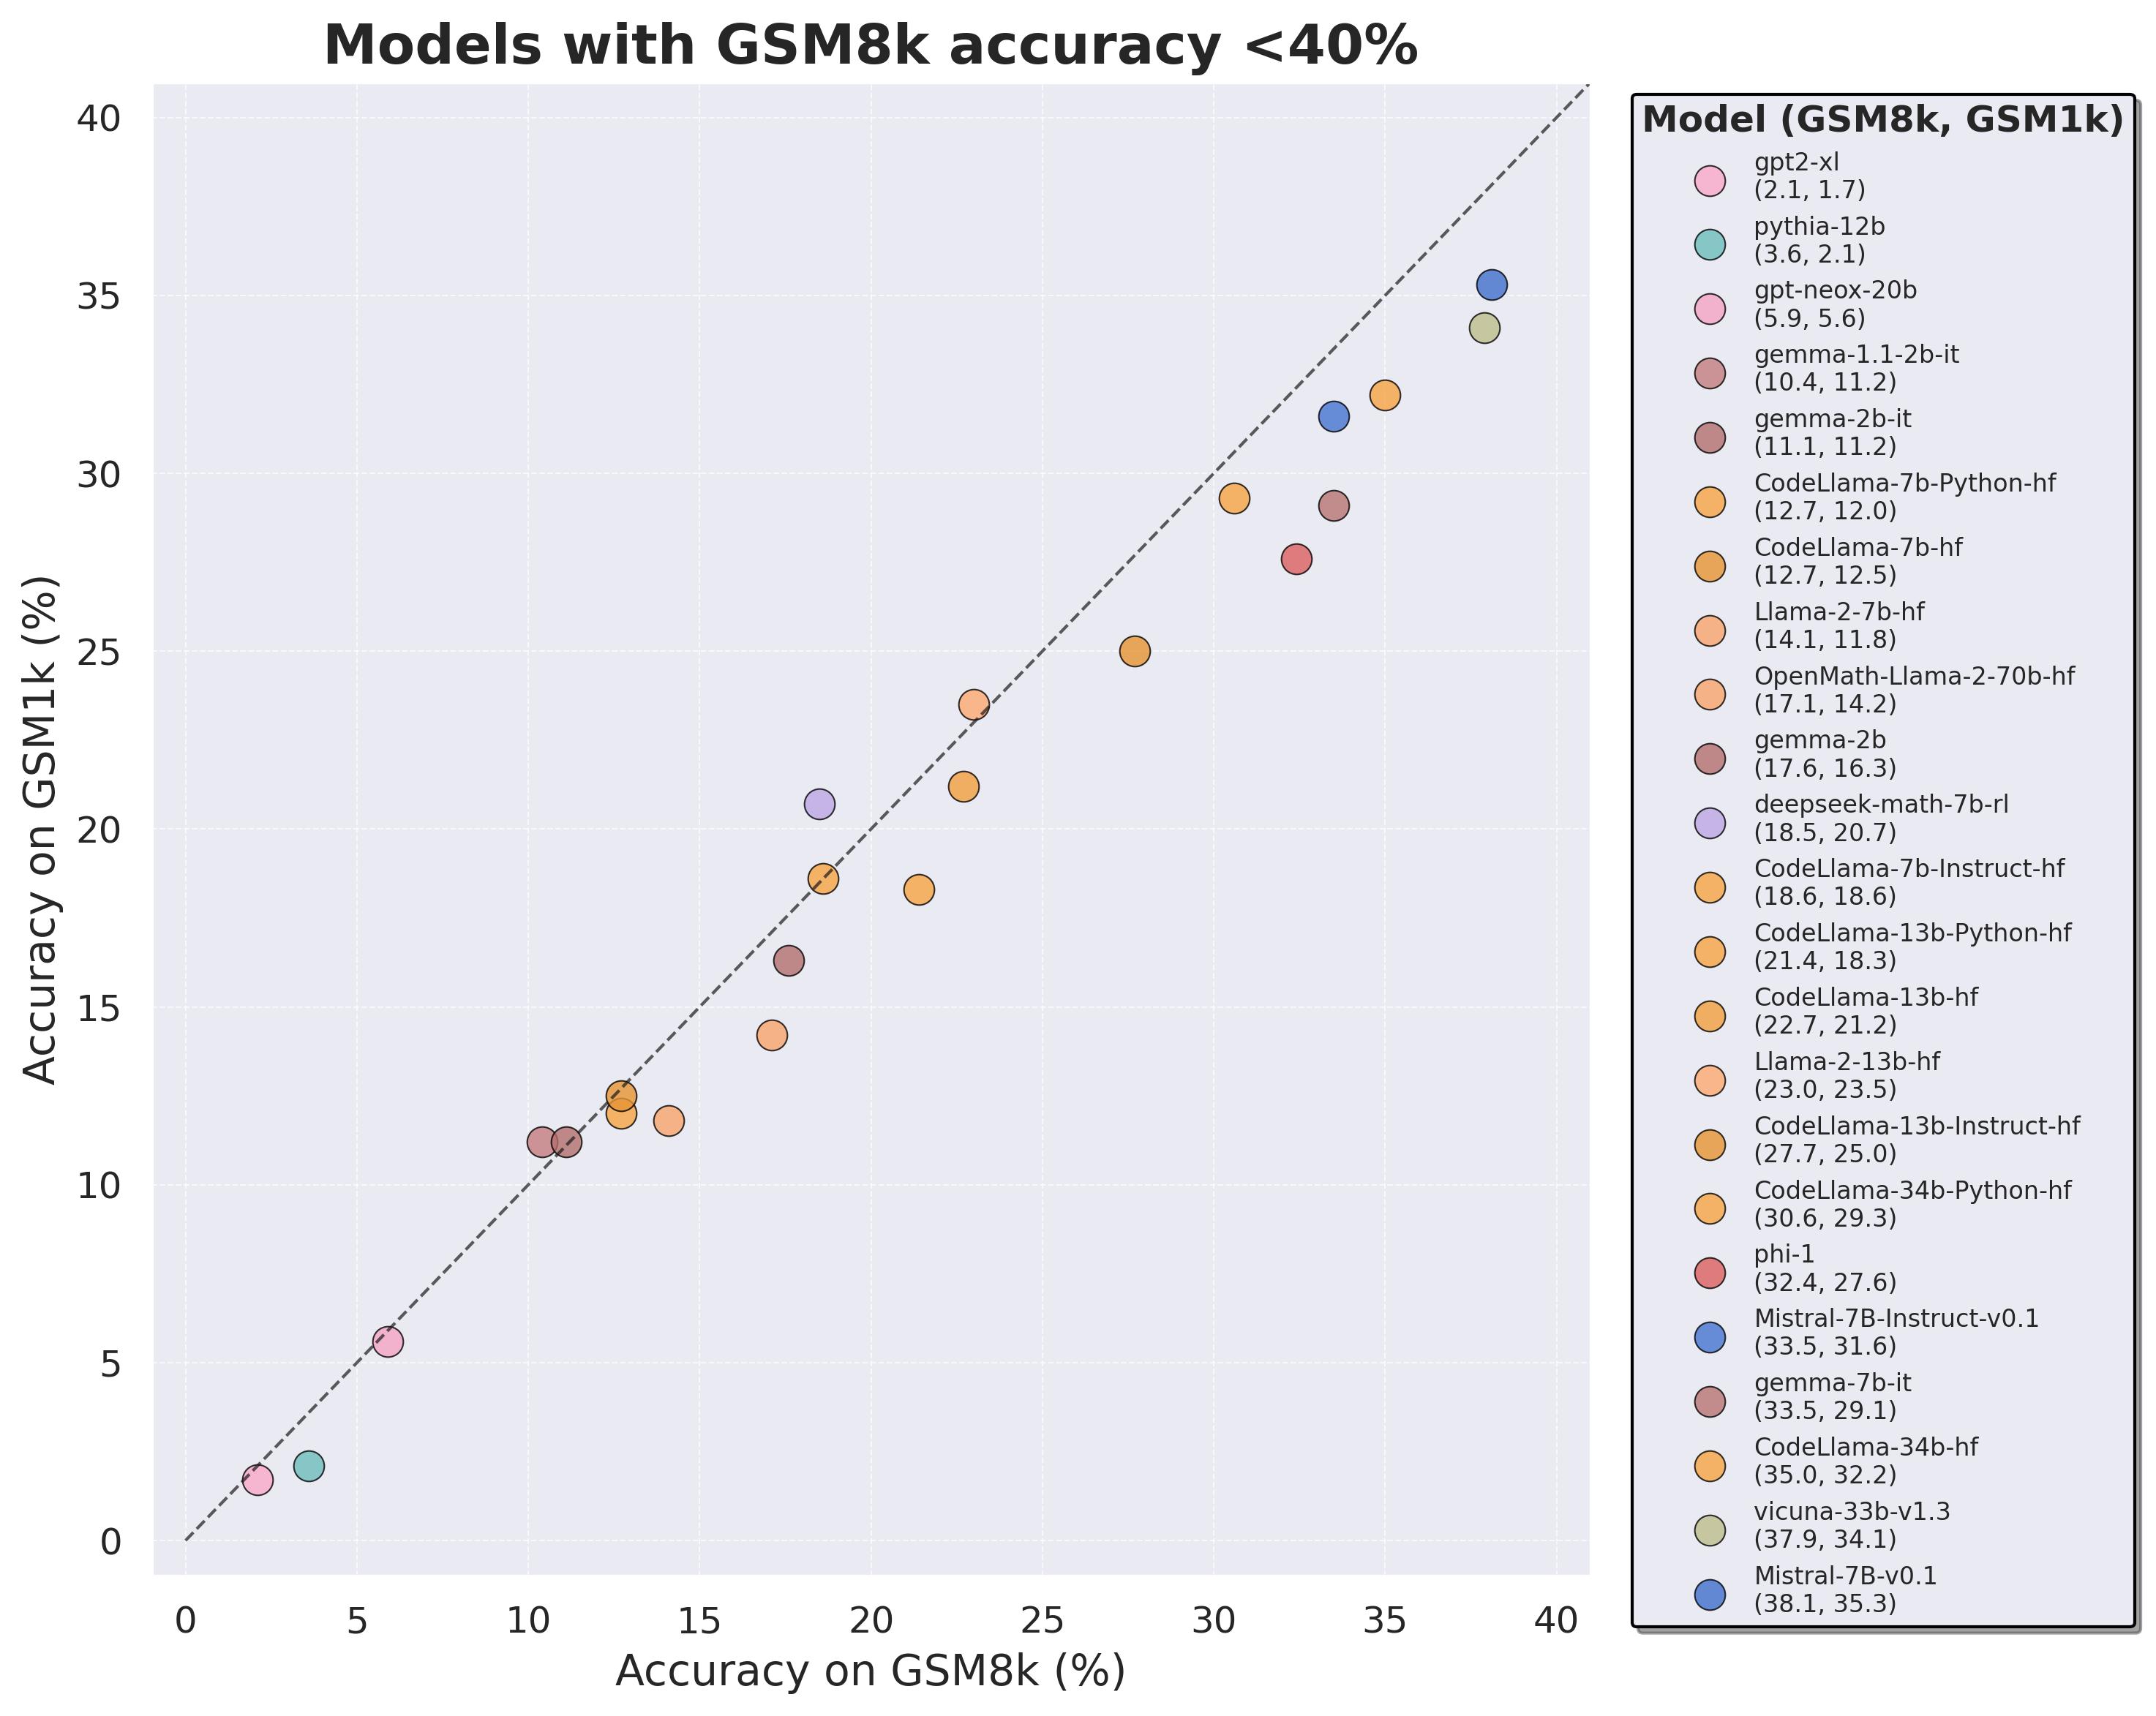 Models with GSM8k accuracy <40%
Accuracy on GSM1k (%)
40
35
30
25
20
15
10
5
0
0 5 10 15 20 25 30 35 40
Accuracy on GSM8k (%)
Model (GSM8k, GSM1k)
gpt2-xl
(2.1, 1.7)
pythia-12b
(3.6, 2.1)
gpt-neox-20b
(5.9, 5.6)
gemma-1.1-2b-it
(10.4, 11.2)
gemma-2b-it
(11.1, 11.2)
CodeLlama-7b-Python-hf
(12.7, 12.0)
CodeLlama-7b-hf
(12.7, 12.5)
Llama-2-7b-hf
(14.1, 11.8)
OpenMath-Llama-2-70b-hf
(17.1, 14.2)
gemma-2b
(17.6, 16.3)
deepseek-math-7b-rl
(18.5, 20.7)
CodeLlama-7b-Instruct-hf
(18.6, 18.6)
CodeLlama-13b-Python-hf
(21.4, 18.3)
CodeLlama-13b-hf
(22.7, 21.2)
Llama-2-13b-hf
(23.0, 23.5)
CodeLlama-13b-Instruct-hf
(27.7, 25.0)
CodeLlama-34b-Python-hf
(30.6, 29.3)
phi-1
(32.4, 27.6)
Mistral-7B-Instruct-v0.1
(33.5, 31.6)
gemma-7b-it
(33.5, 29.1)
CodeLlama-34b-hf
(35.0, 32.2)
vicuna-33b-v1.3
(37.9, 34.1)
Mistral-7B-v0.1
(38.1, 35.3)